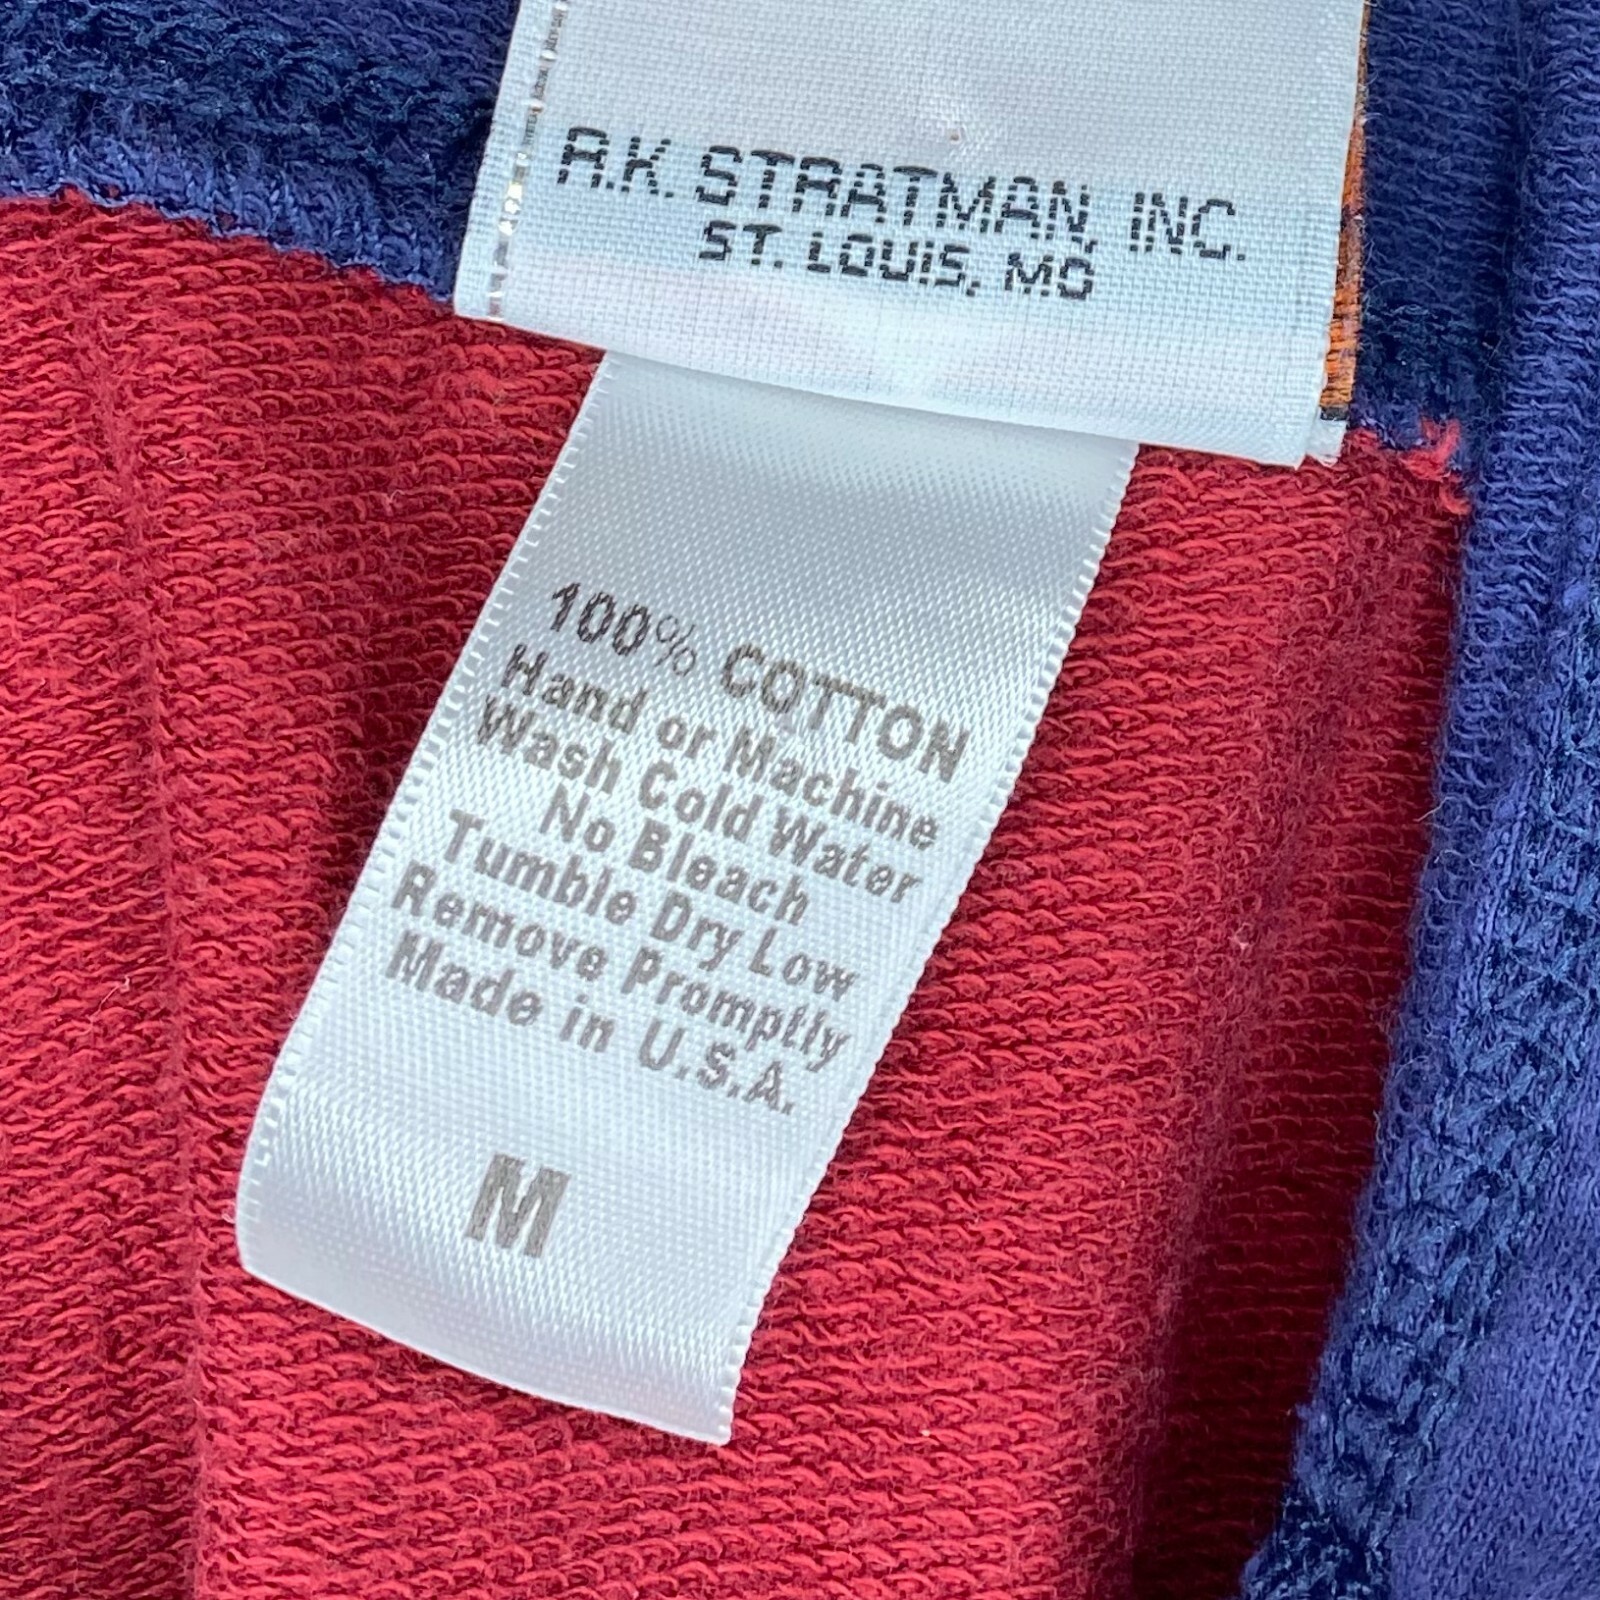 R.K. STRATMAN, INC.
ST. LOUIS, MO
100% COTTON
Hand or Machine
Wash Cold Water
No Bleach
Tumble Dry Low
Remove Promptly
Made in U.S.A.
M